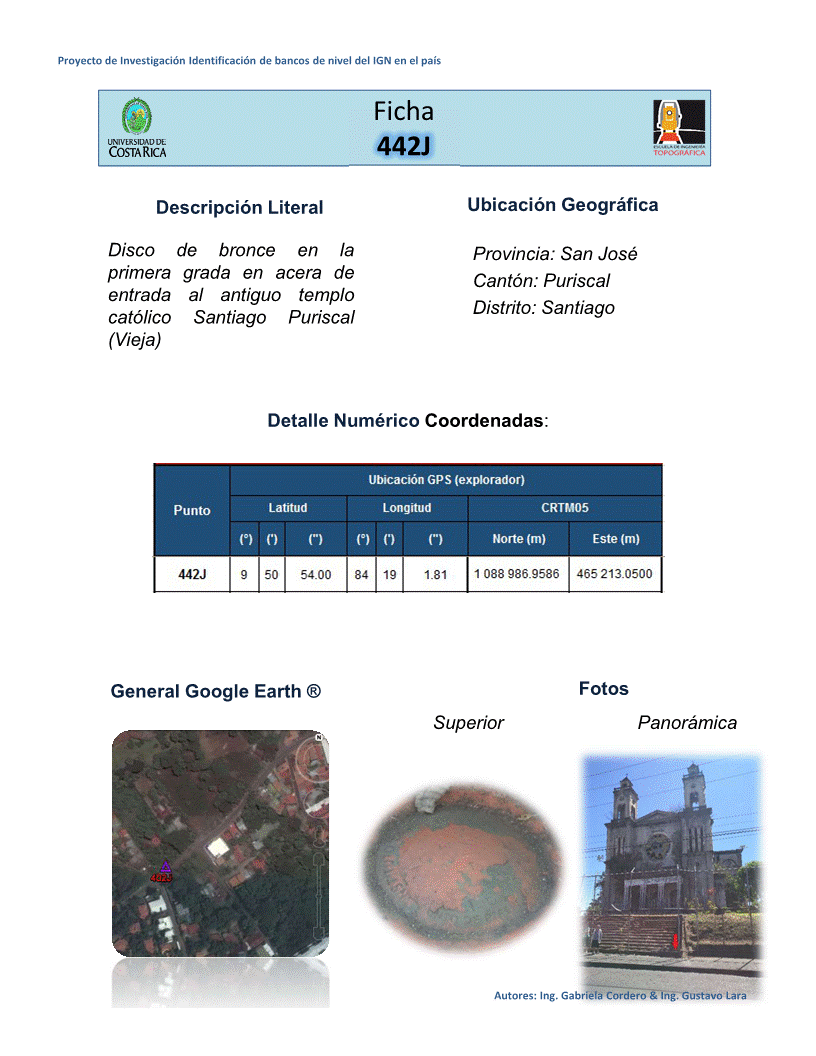 Proyecto de Investigación Identificación de bancos de nivel del IGN en el país
Ficha
442J
UNIVERSIDAD DE
COSTA RICA
ESCUELA DE INGENIERÍA
TOPOGRÁFICA
Descripción Literal
Disco de bronce en la
primera grada en acera de
entrada al antiguo templo
católico Santiago Puriscal
(Vieja)
Ubicación Geográfica
Provincia: San José
Cantón: Puriscal
Distrito: Santiago
Detalle Numérico Coordenadas:
Punto
Ubicación GPS (explorador)
Latitud Longitud CRTM05
(°) (') (") (°) (') (") Norte (m) Este (m)
442J 9 50 54.00 84 19 1.81 1 088 986.9586 465 213.0500
General Google Earth ®
Fotos
Superior Panorámica
N
442J
Autores: Ing. Gabriela Cordero & Ing. Gustavo Lara